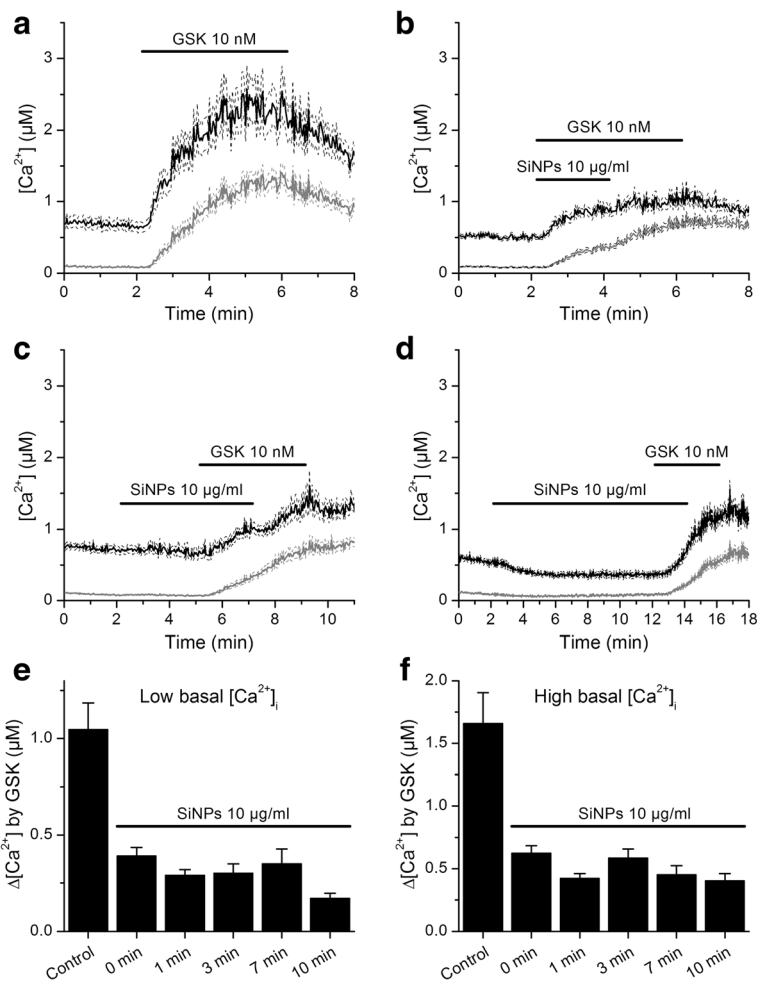 a
GSK 10 nM
[Ca²⁺] (µM)
3
2
1
0
0 2 4 6 8
Time (min)
b
GSK 10 nM
SiNPs 10 µg/ml
[Ca²⁺] (µM)
3
2
1
0
0 2 4 6 8
Time (min)
c
GSK 10 nM
SiNPs 10 µg/ml
[Ca²⁺] (µM)
3
2
1
0
0 2 4 6 8 10
Time (min)
d
GSK 10 nM
SiNPs 10 µg/ml
[Ca²⁺] (µM)
3
2
1
0
0 2 4 6 8 10 12 14 16 18
Time (min)
e
Low basal [Ca²⁺]ᵢ
SiNPs 10 µg/ml
Δ[Ca²⁺] by GSK (µM)
1.0
0.5
0.0
Control 0 min 1 min 3 min 7 min 10 min
f
High basal [Ca²⁺]ᵢ
SiNPs 10 µg/ml
Δ[Ca²⁺] by GSK (µM)
2.0
1.5
1.0
0.5
0.0
Control 0 min 1 min 3 min 7 min 10 min